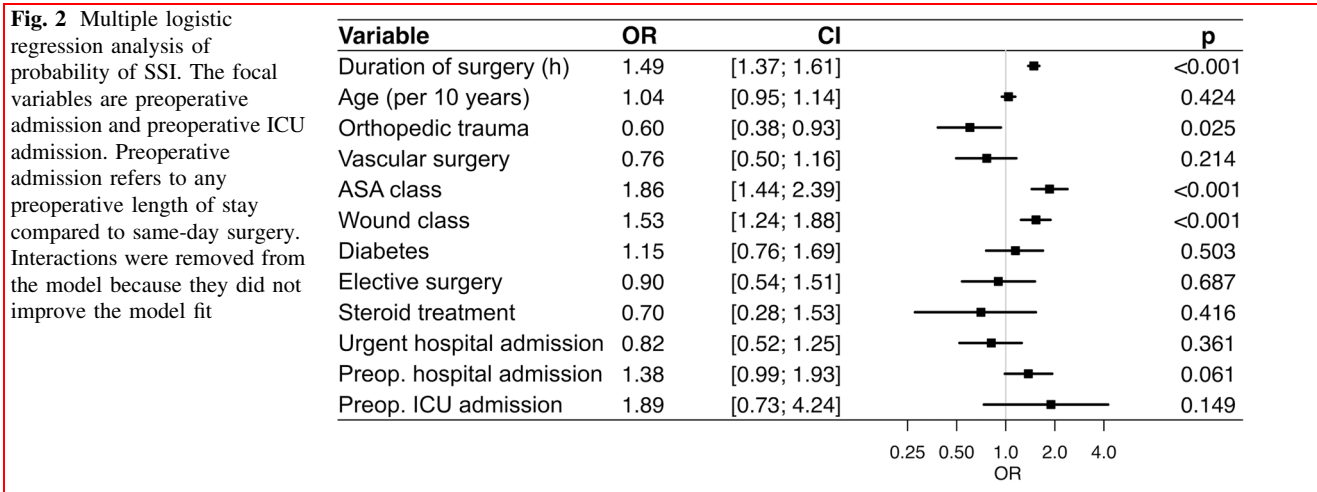 Fig. 2 Multiple logistic
regression analysis of
probability of SSI. The focal
variables are preoperative
admission and preoperative ICU
admission. Preoperative
admission refers to any
preoperative length of stay
compared to same-day surgery.
Interactions were removed from
the model because they did not
improve the model fit
Variable OR CI p
Duration of surgery (h) 1.49 [1.37; 1.61] <0.001
Age (per 10 years) 1.04 [0.95; 1.14] 0.424
Orthopedic trauma 0.60 [0.38; 0.93] 0.025
Vascular surgery 0.76 [0.50; 1.16] 0.214
ASA class 1.86 [1.44; 2.39] <0.001
Wound class 1.53 [1.24; 1.88] <0.001
Diabetes 1.15 [0.76; 1.69] 0.503
Elective surgery 0.90 [0.54; 1.51] 0.687
Steroid treatment 0.70 [0.28; 1.53] 0.416
Urgent hospital admission 0.82 [0.52; 1.25] 0.361
Preop. hospital admission 1.38 [0.99; 1.93] 0.061
Preop. ICU admission 1.89 [0.73; 4.24] 0.149
0.25 0.50 1.0 2.0 4.0
OR